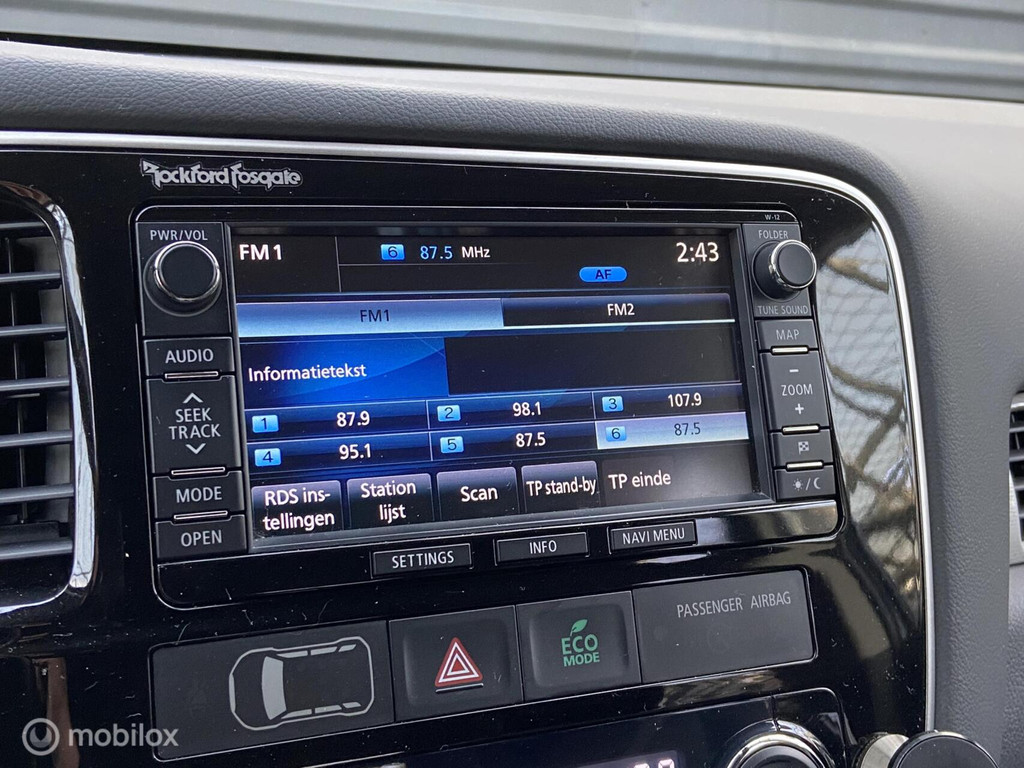 Rockford Fosgate
W-12
PWR/VOL
FOLDER
FM1 6 87.5 MHz 2:43
AF
TUNE SOUND
FM1 FM2
MAP
AUDIO
Informatietekst
−
ZOOM
+
SEEK
TRACK
1 87.9 2 98.1 3 107.9
4 95.1 5 87.5 6 87.5
MODE
RDS ins-
tellingen
Station
lijst
Scan
TP stand-by
TP einde
OPEN
SETTINGS INFO NAVI MENU
PASSENGER AIRBAG
ECO
MODE
mobilox